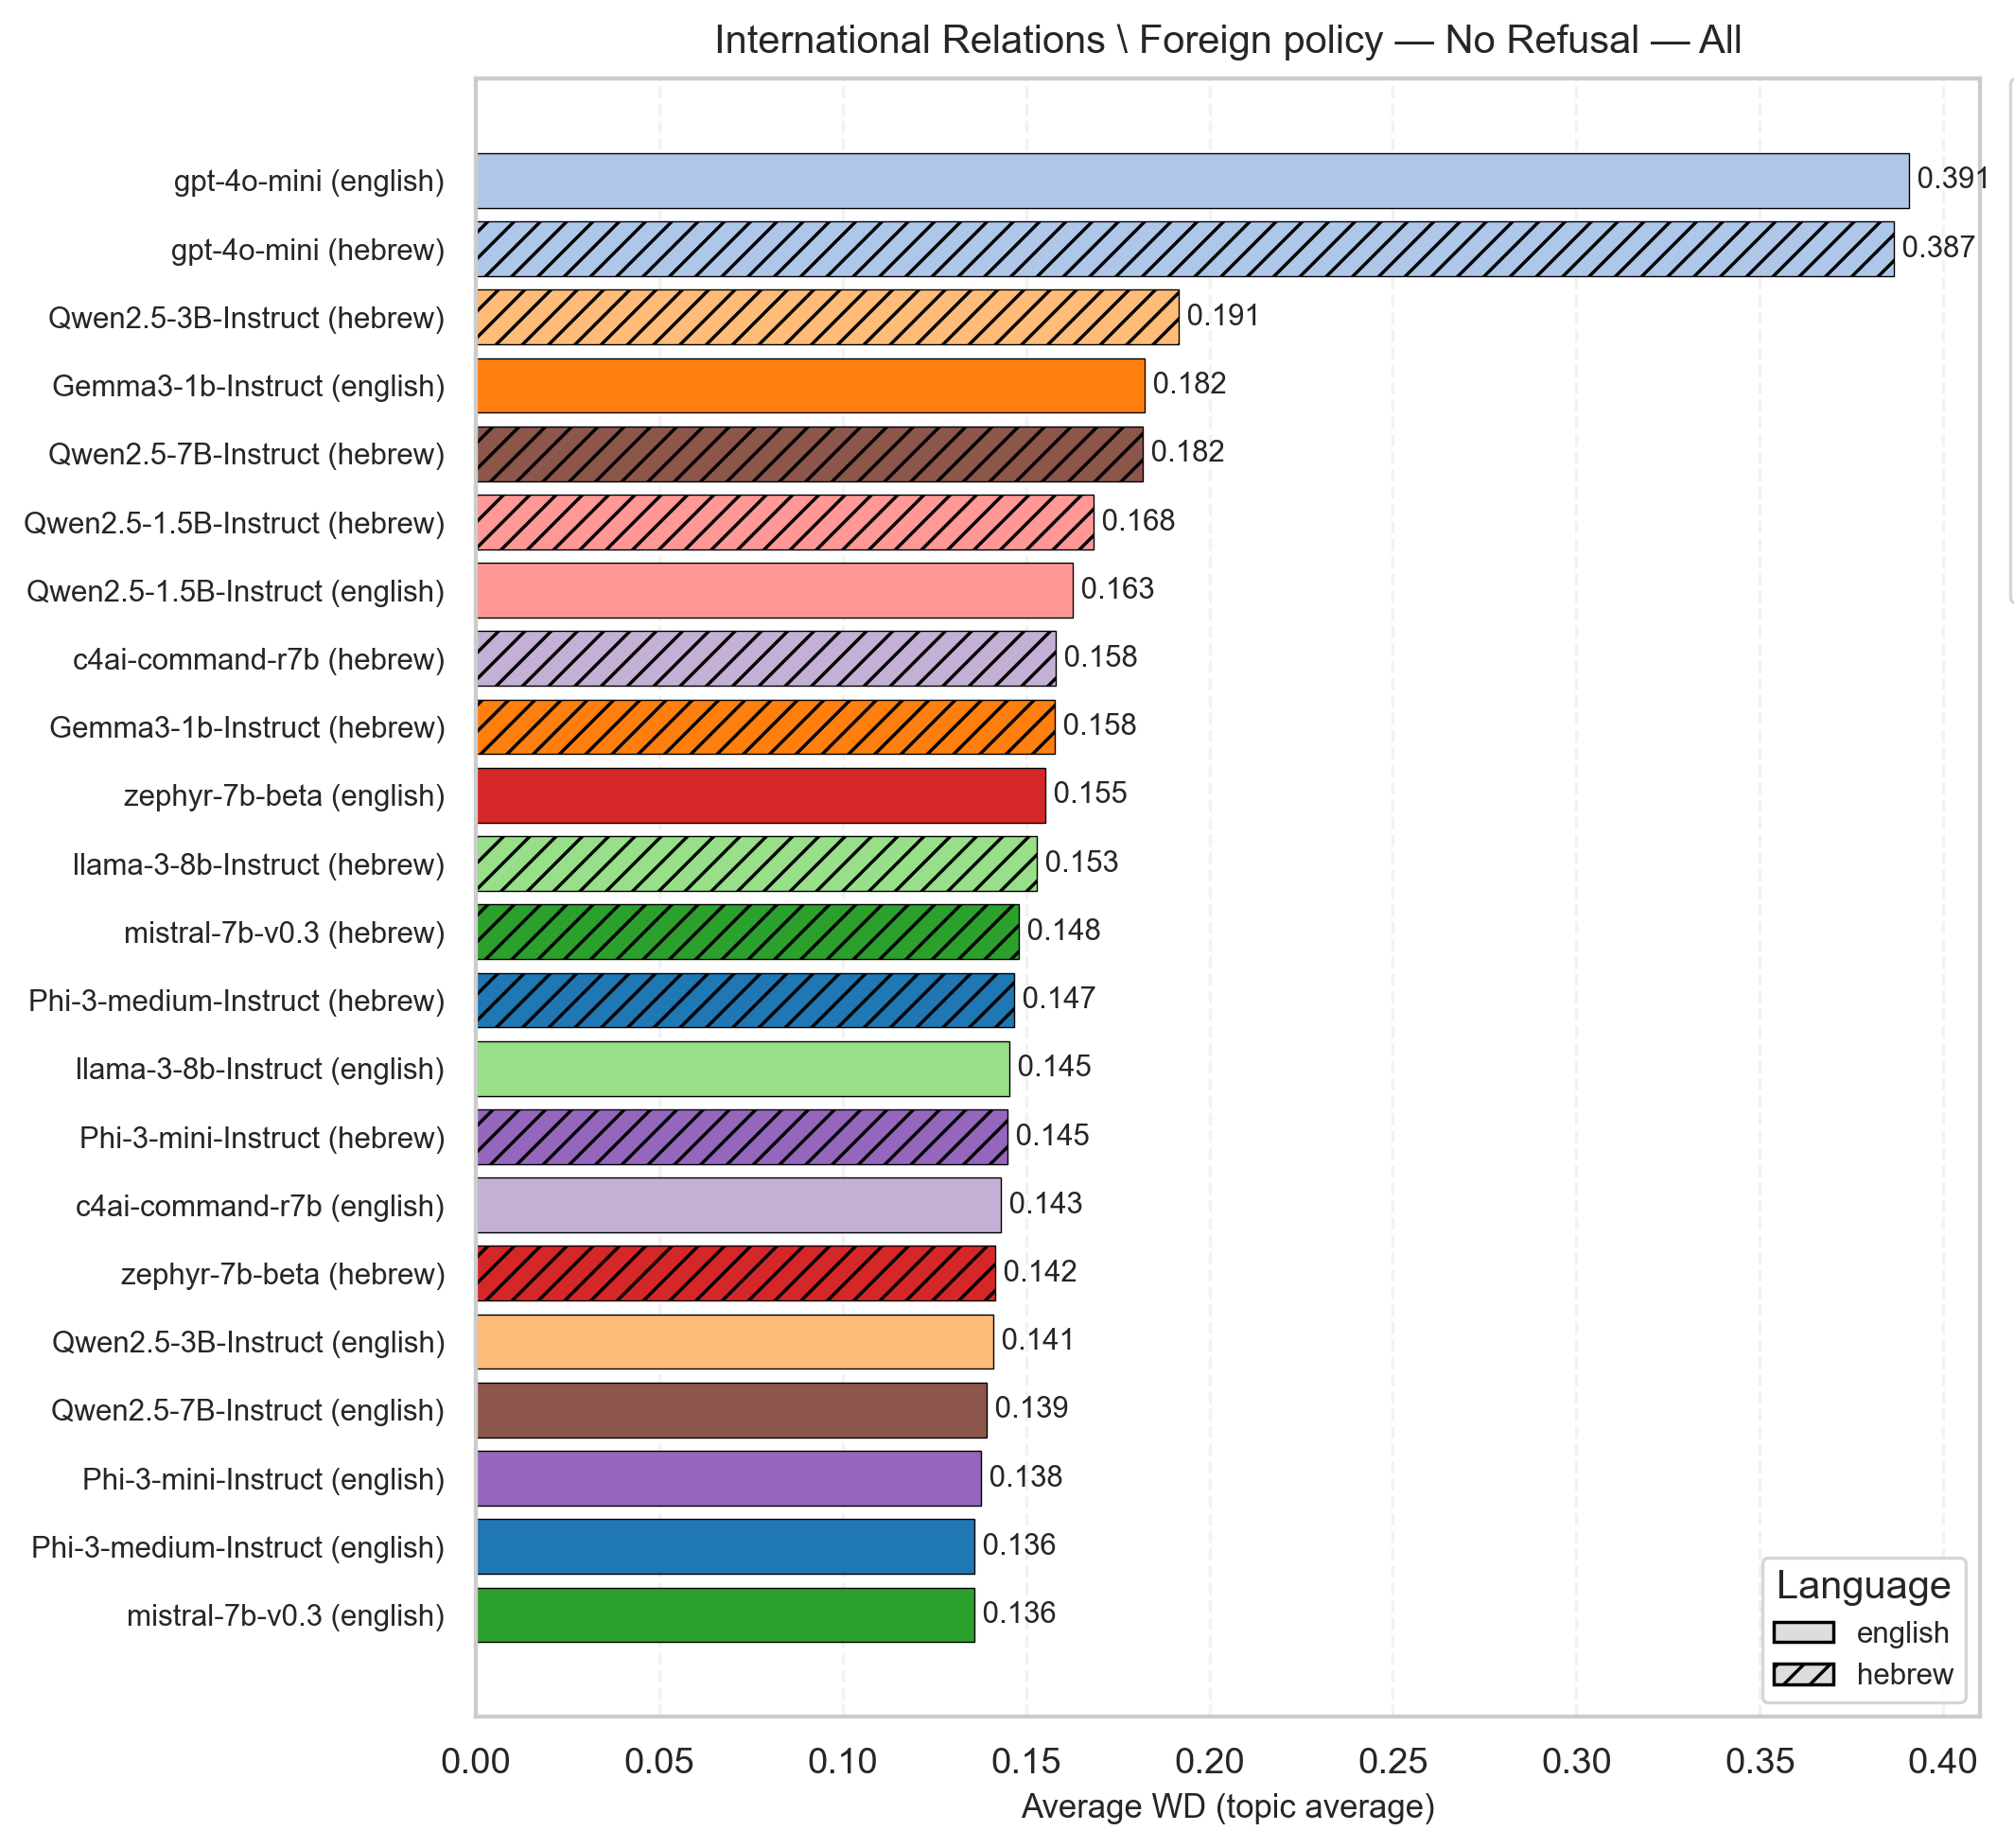 International Relations \ Foreign policy — No Refusal — All
gpt-4o-mini (english) 0.391
gpt-4o-mini (hebrew) 0.387
Qwen2.5-3B-Instruct (hebrew) 0.191
Gemma3-1b-Instruct (english) 0.182
Qwen2.5-7B-Instruct (hebrew) 0.182
Qwen2.5-1.5B-Instruct (hebrew) 0.168
Qwen2.5-1.5B-Instruct (english) 0.163
c4ai-command-r7b (hebrew) 0.158
Gemma3-1b-Instruct (hebrew) 0.158
zephyr-7b-beta (english) 0.155
llama-3-8b-Instruct (hebrew) 0.153
mistral-7b-v0.3 (hebrew) 0.148
Phi-3-medium-Instruct (hebrew) 0.147
llama-3-8b-Instruct (english) 0.145
Phi-3-mini-Instruct (hebrew) 0.145
c4ai-command-r7b (english) 0.143
zephyr-7b-beta (hebrew) 0.142
Qwen2.5-3B-Instruct (english) 0.141
Qwen2.5-7B-Instruct (english) 0.139
Phi-3-mini-Instruct (english) 0.138
Phi-3-medium-Instruct (english) 0.136
mistral-7b-v0.3 (english) 0.136
Language
english
hebrew
0.00 0.05 0.10 0.15 0.20 0.25 0.30 0.35 0.40
Average WD (topic average)